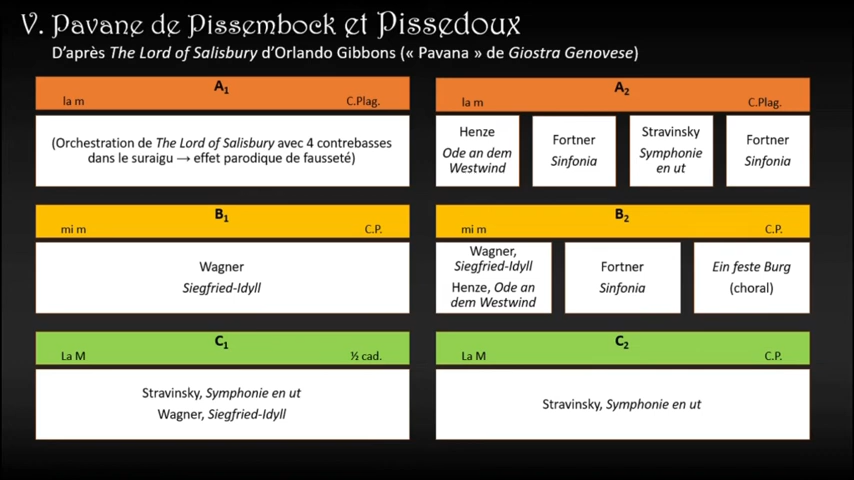 V. Pavane de Pissembock et Pissedoux
D'après The Lord of Salisbury d'Orlando Gibbons (« Pavana » de Giostra Genovese)
A₁
la m C.Plag.
(Orchestration de The Lord of Salisbury avec 4 contrebasses
dans le suraigu → effet parodique de fausseté)
A₂
la m C.Plag.
Henze
Ode an dem
Westwind
Fortner
Sinfonia
Stravinsky
Symphonie
en ut
Fortner
Sinfonia
B₁
mi m C.P.
Wagner
Siegfried-Idyll
B₂
mi m C.P.
Wagner,
Siegfried-Idyll
Henze, Ode an
dem Westwind
Fortner
Sinfonia
Ein feste Burg
(choral)
C₁
La M ½ cad.
Stravinsky, Symphonie en ut
Wagner, Siegfried-Idyll
C₂
La M C.P.
Stravinsky, Symphonie en ut